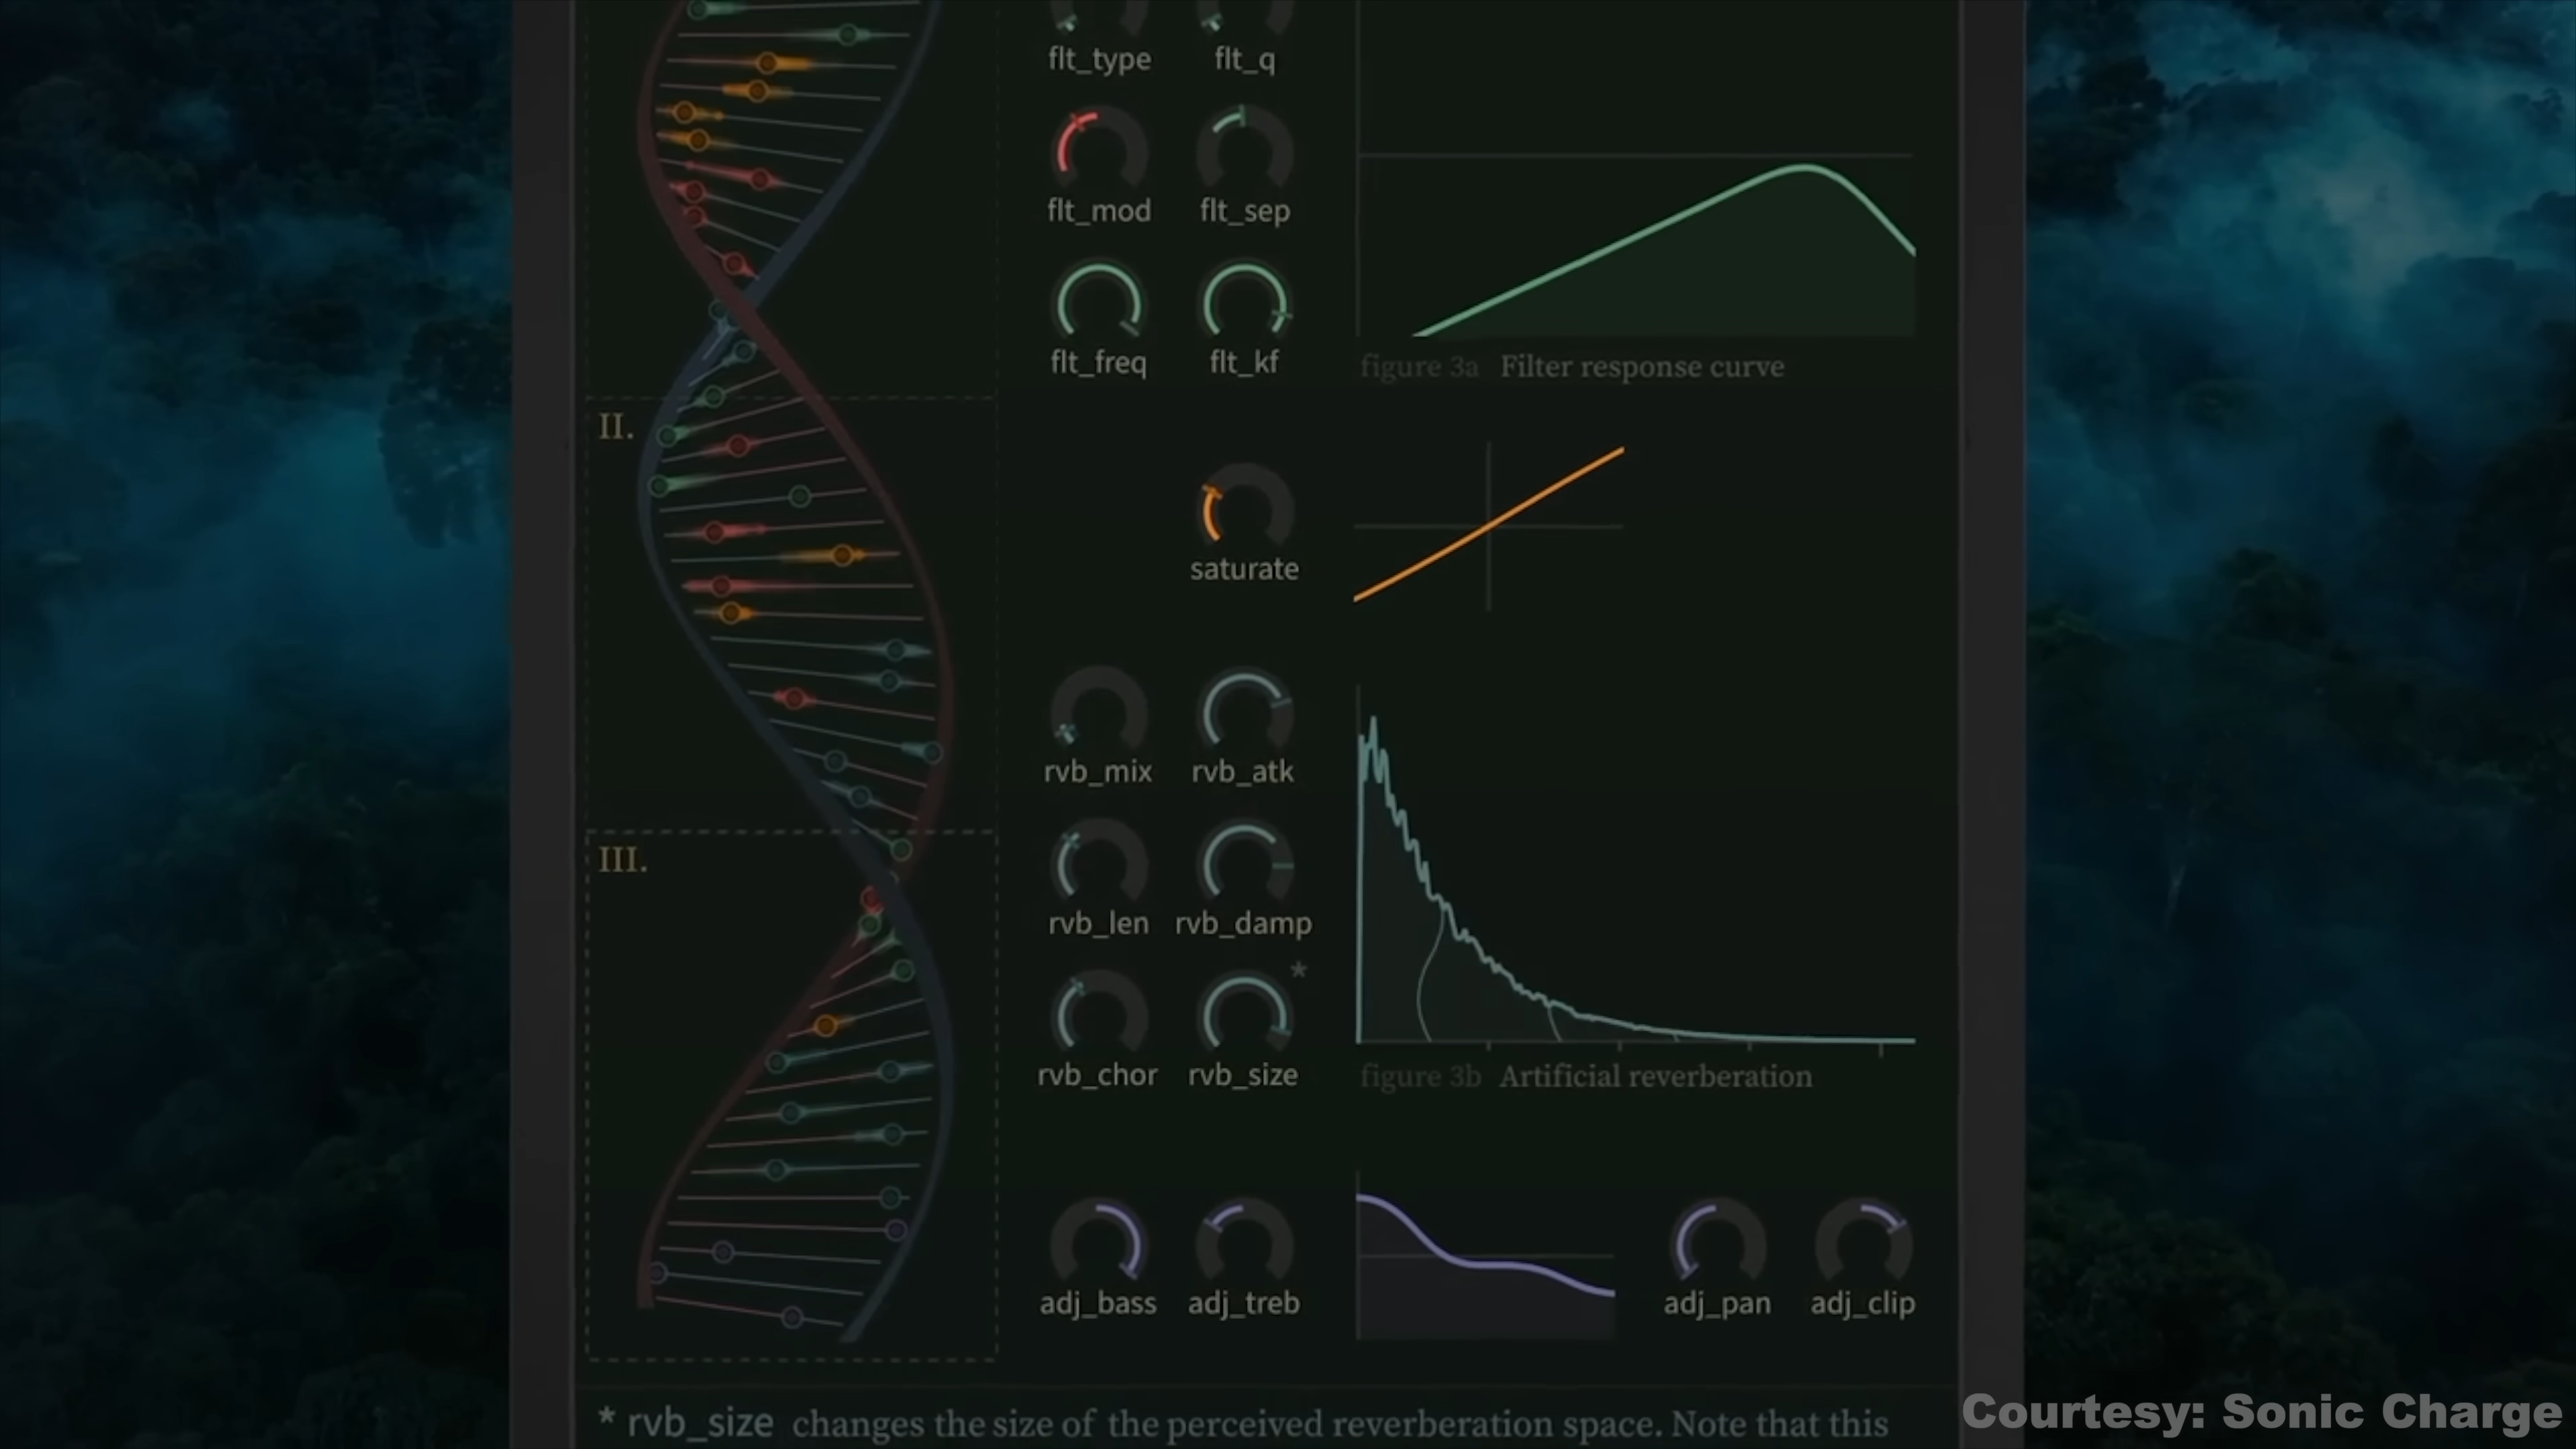 flt_type flt_q
flt_mod flt_sep
flt_freq flt_kf
figure 3a Filter response curve
II.
saturate
rvb_mix rvb_atk
III.
rvb_len rvb_damp
*
rvb_chor rvb_size
figure 3b Artificial reverberation
adj_bass adj_treb adj_pan adj_clip
* rvb_size changes the size of the perceived reverberation space. Note that this
Courtesy: Sonic Charge